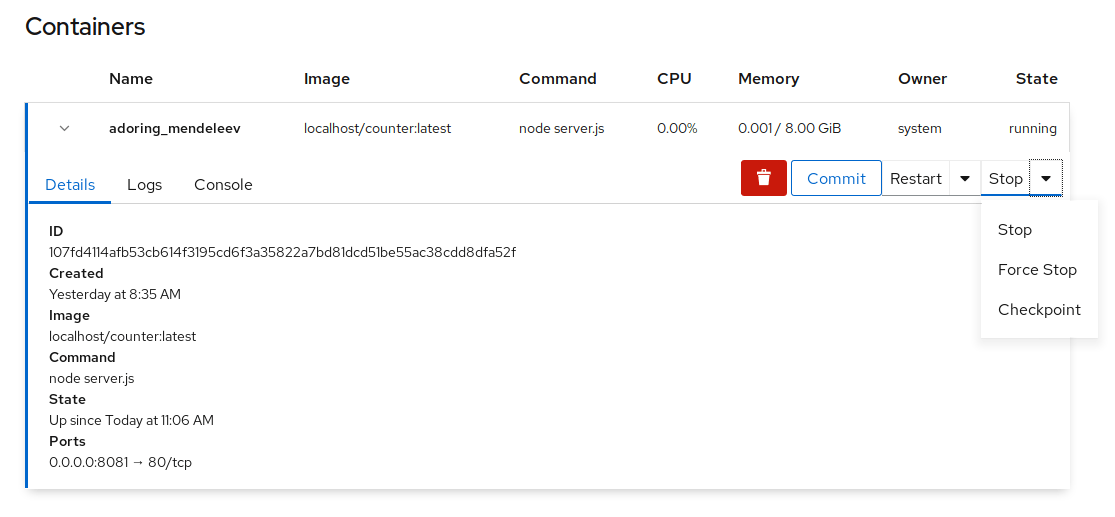 Containers
Name Image Command CPU Memory Owner State
adoring_mendeleev localhost/counter:latest node server.js 0.00% 0.001 / 8.00 GiB system running
Details Logs Console Commit Restart Stop
Stop
Force Stop
Checkpoint
ID
107fd4114afb53cb614f3195cd6f3a35822a7bd81dcd51be55ac38cdd8dfa52f
Created
Yesterday at 8:35 AM
Image
localhost/counter:latest
Command
node server.js
State
Up since Today at 11:06 AM
Ports
0.0.0.0:8081 → 80/tcp